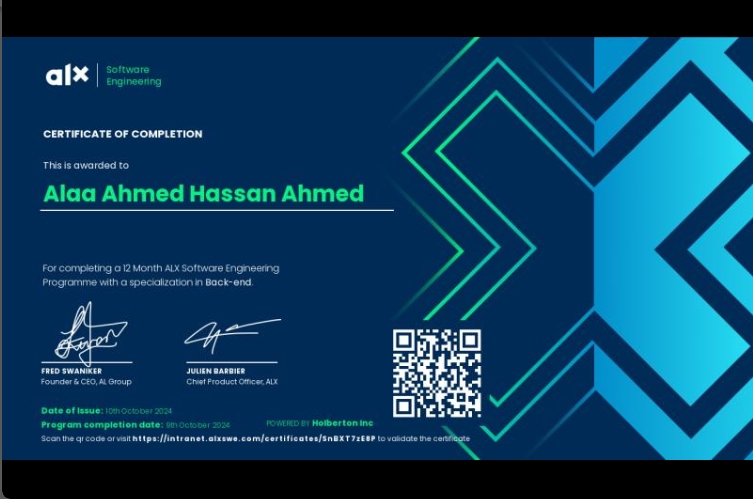 alx
Software
Engineering
CERTIFICATE OF COMPLETION
This is awarded to
Alaa Ahmed Hassan Ahmed
For completing a 12 Month ALX Software Engineering
Programme with a specialization in Back-end.
FRED SWANIKER
Founder & CEO, AL Group
JULIEN BARBIER
Chief Product Officer, ALX
Date of Issue: 10th October 2024
Program completion date: 9th October 2024
POWERED BY Holberton Inc
Scan the qr code or visit https://intranet.alxswe.com/certificates/SnBXT7zE8P to validate the certificate